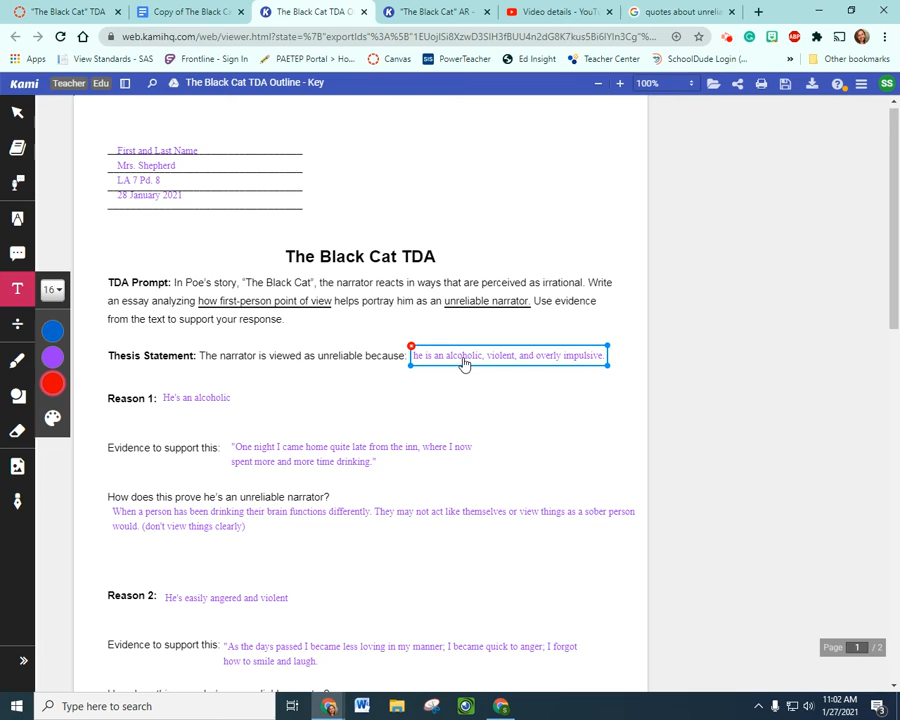 "The Black Cat" TDA
Copy of The Black Ca
The Black Cat TDA O
"The Black Cat" AR -
Video details - YouTu
quotes about unrelia
web.kamihq.com/web/viewer.html?state=%7B"exportIds"%3A%5B"1EUojISi8XzwD3SIH3fBUU4n2dG8K7kus5Bi6fYIn3Cg"%...
Apps
View Standards - SAS
Frontline - Sign In
PAETEP Portal > Ho...
Canvas
PowerTeacher
Ed Insight
Teacher Center
SchoolDude Login (...
»
Other bookmarks
Kami
Teacher
Edu
The Black Cat TDA Outline - Key
100%
SS
First and Last Name
Mrs. Shepherd
LA 7 Pd. 8
28 January 2021
The Black Cat TDA
TDA Prompt: In Poe's story, "The Black Cat", the narrator reacts in ways that are perceived as irrational. Write
an essay analyzing how first-person point of view helps portray him as an unreliable narrator. Use evidence
from the text to support your response.
16
Thesis Statement: The narrator is viewed as unreliable because: he is an alcoholic, violent, and overly impulsive.
Reason 1: He's an alcoholic
Evidence to support this: "One night I came home quite late from the inn, where I now
spent more and more time drinking."
How does this prove he's an unreliable narrator?
When a person has been drinking their brain functions differently. They may not act like themselves or view things as a sober person
would. (don't view things clearly)
Reason 2: He's easily angered and violent
Evidence to support this: "As the days passed I became less loving in my manner; I became quick to anger; I forgot
how to smile and laugh.
Page 1 / 2
Type here to search
11:02 AM
1/27/2021
3